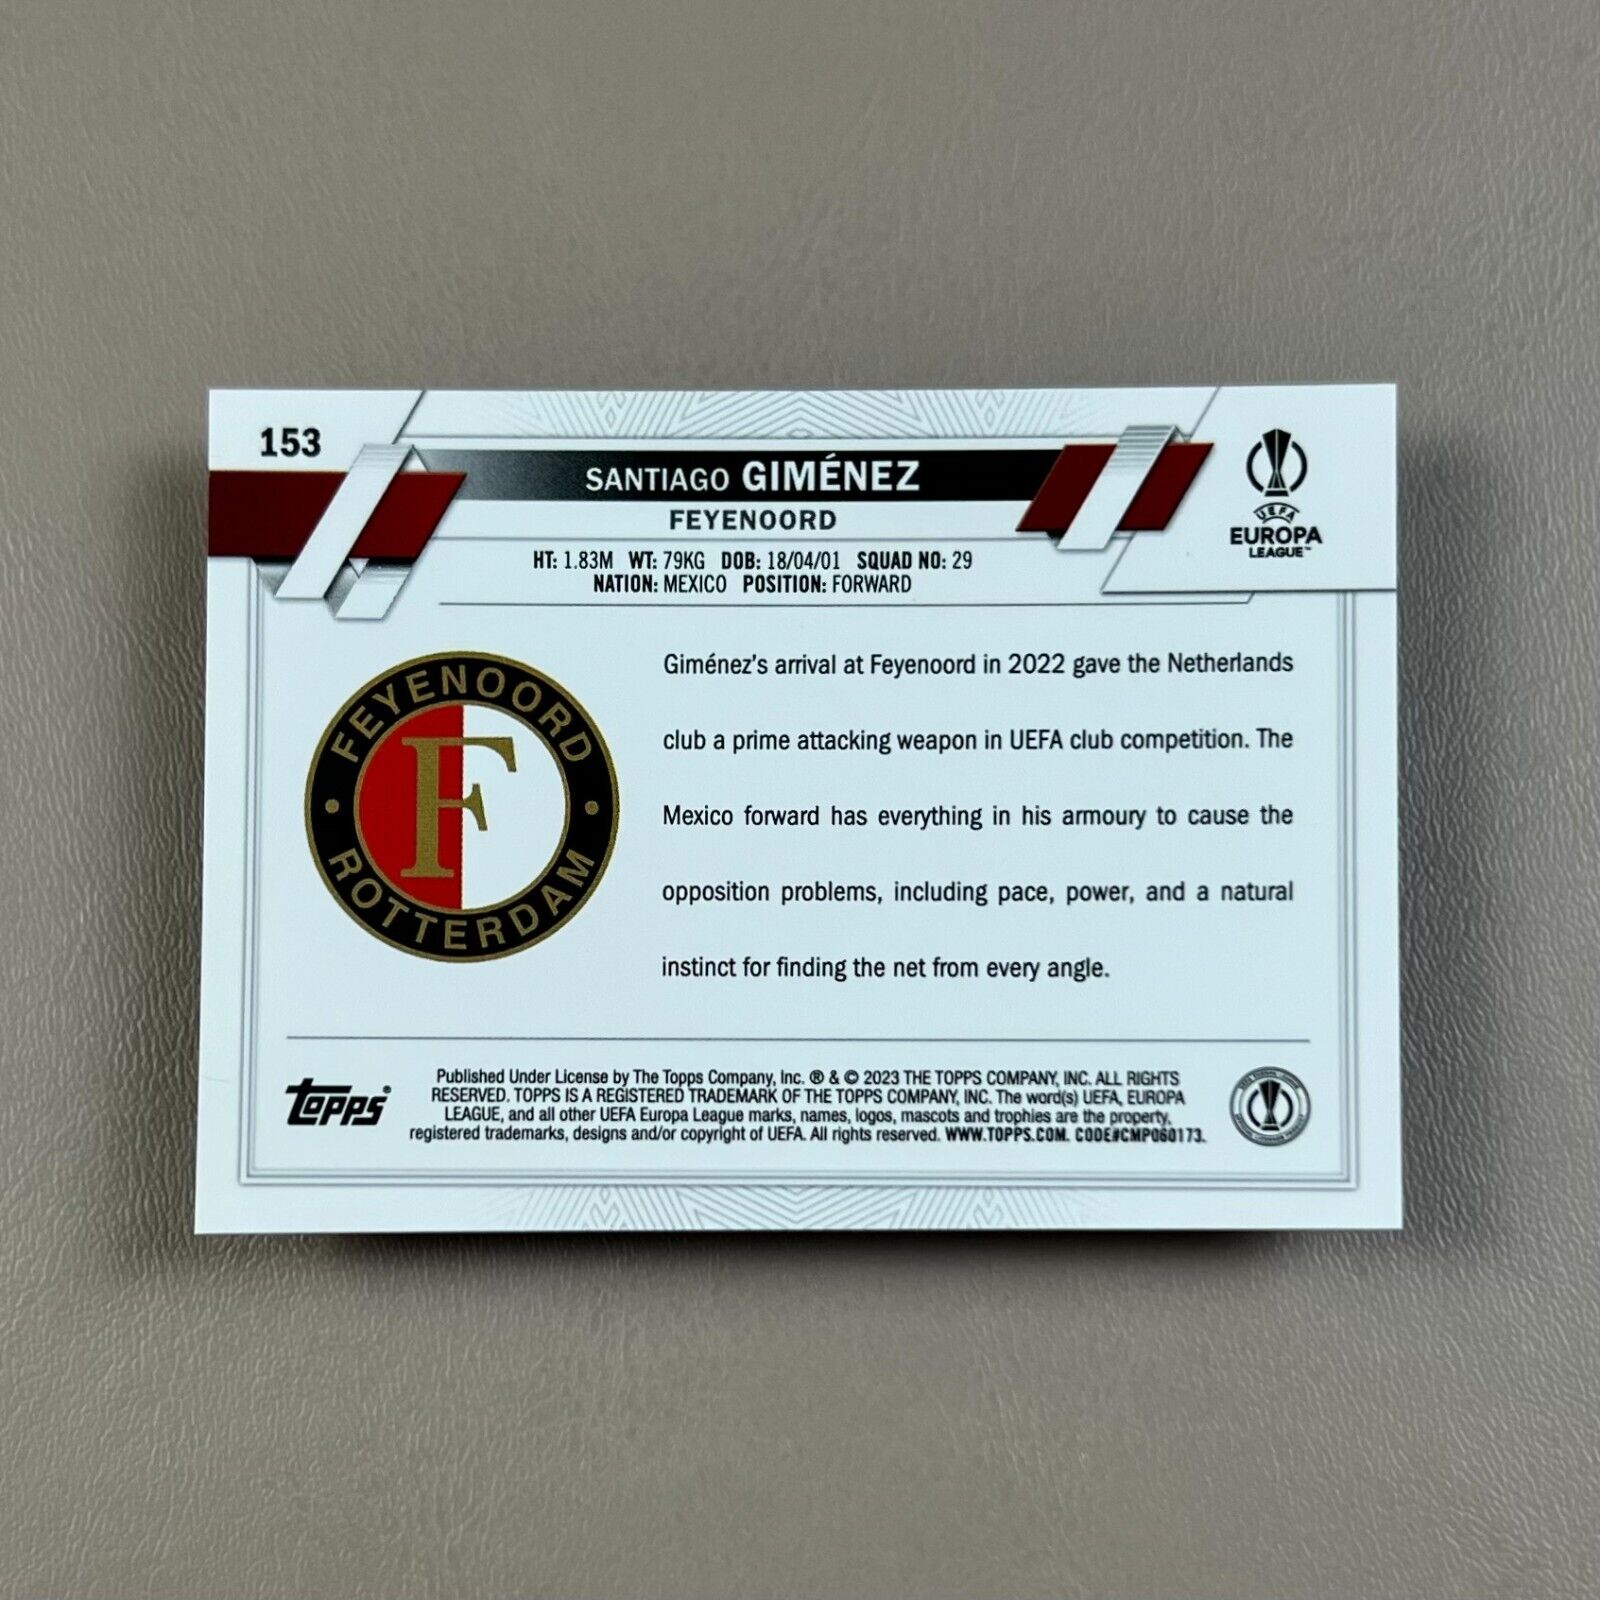 153
SANTIAGO GIMÉNEZ
FEYENOORD
HT: 1.83M WT: 79KG DOB: 18/04/01 SQUAD NO: 29
NATION: MEXICO POSITION: FORWARD
UEFA
EUROPA
LEAGUE™
FEYENOORD
F
ROTTERDAM
Giménez's arrival at Feyenoord in 2022 gave the Netherlands
club a prime attacking weapon in UEFA club competition. The
Mexico forward has everything in his armoury to cause the
opposition problems, including pace, power, and a natural
instinct for finding the net from every angle.
topps®
Published Under License by The Topps Company, Inc. ® & © 2023 THE TOPPS COMPANY, INC. ALL RIGHTS
RESERVED. TOPPS IS A REGISTERED TRADEMARK OF THE TOPPS COMPANY, INC. The word(s) UEFA, EUROPA
LEAGUE, and all other UEFA Europa League marks, names, logos, mascots and trophies are the property,
registered trademarks, designs and/or copyright of UEFA. All rights reserved. WWW.TOPPS.COM. CODE#CMP060173.